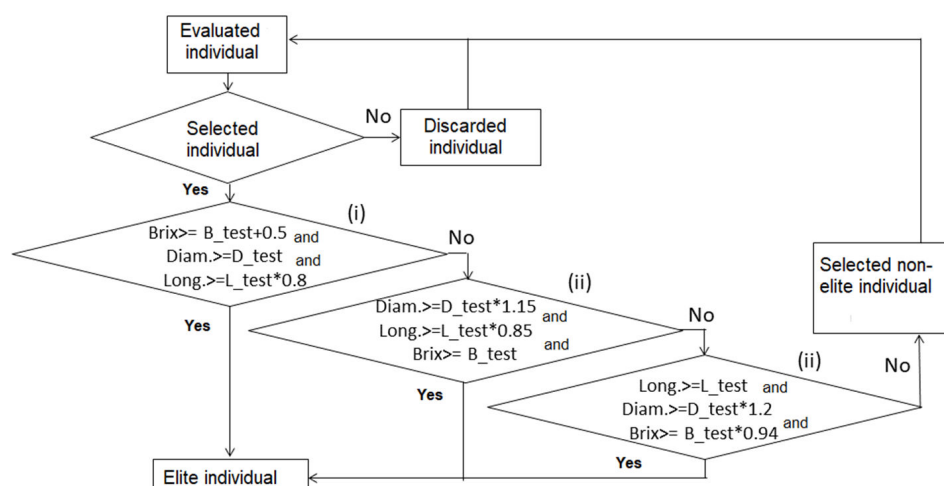 Evaluated
individual
Selected
individual
No
Discarded
individual
Yes
(i)
Brix>= B_test+0.5 and
Diam.>=D_test and
Long.>=L_test*0.8
No
Yes
(ii)
Diam.>=D_test*1.15 and
Long.>=L_test*0.85 and
Brix>= B_test
No
Yes
(ii)
Long.>=L_test and
Diam.>=D_test*1.2 and
Brix>= B_test*0.94
No
Yes
Selected non-
elite individual
Elite individual